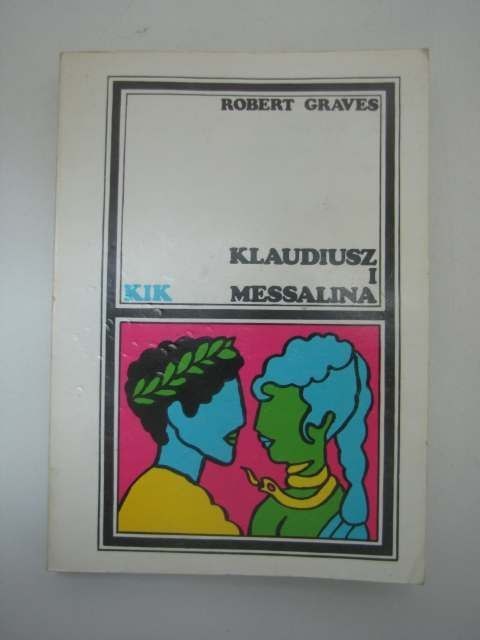 ROBERT GRAVES
KLAUDIUSZ
I
KIK MESSALINA